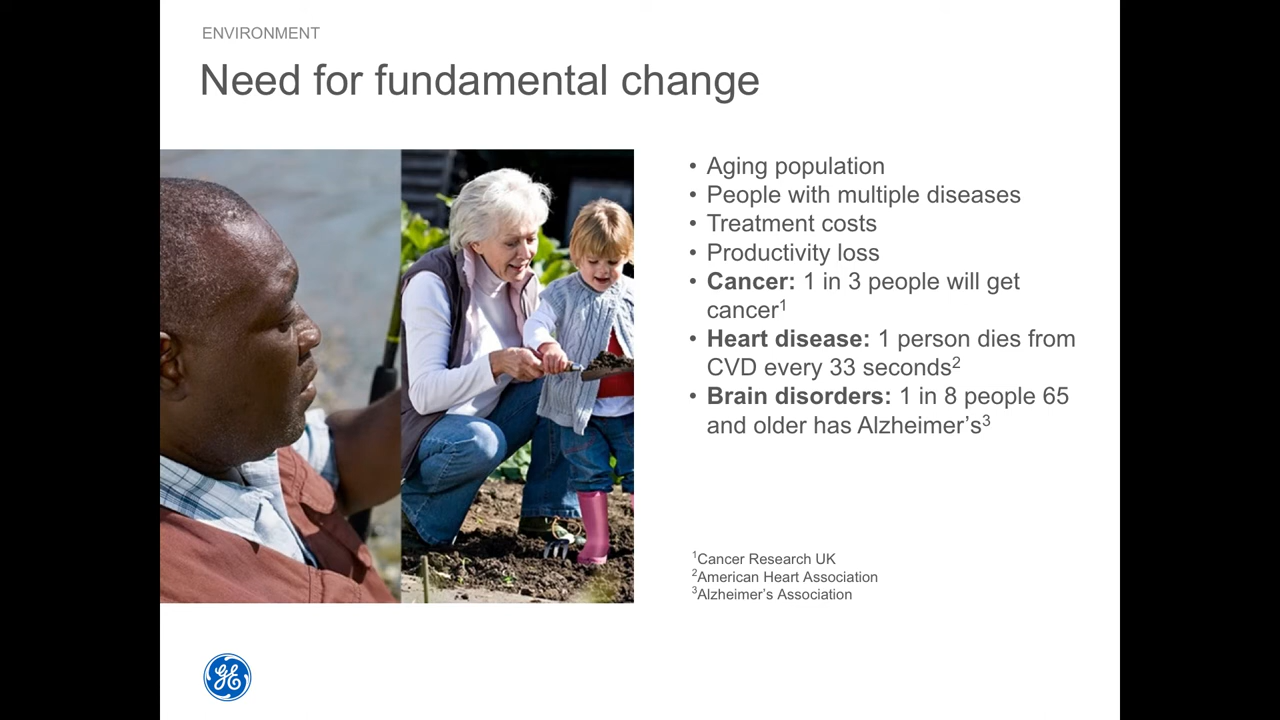 ENVIRONMENT
Need for fundamental change
• Aging population
• People with multiple diseases
• Treatment costs
• Productivity loss
• Cancer: 1 in 3 people will get
cancer¹
• Heart disease: 1 person dies from
CVD every 33 seconds²
• Brain disorders: 1 in 8 people 65
and older has Alzheimer’s³
¹Cancer Research UK
²American Heart Association
³Alzheimer’s Association
GE